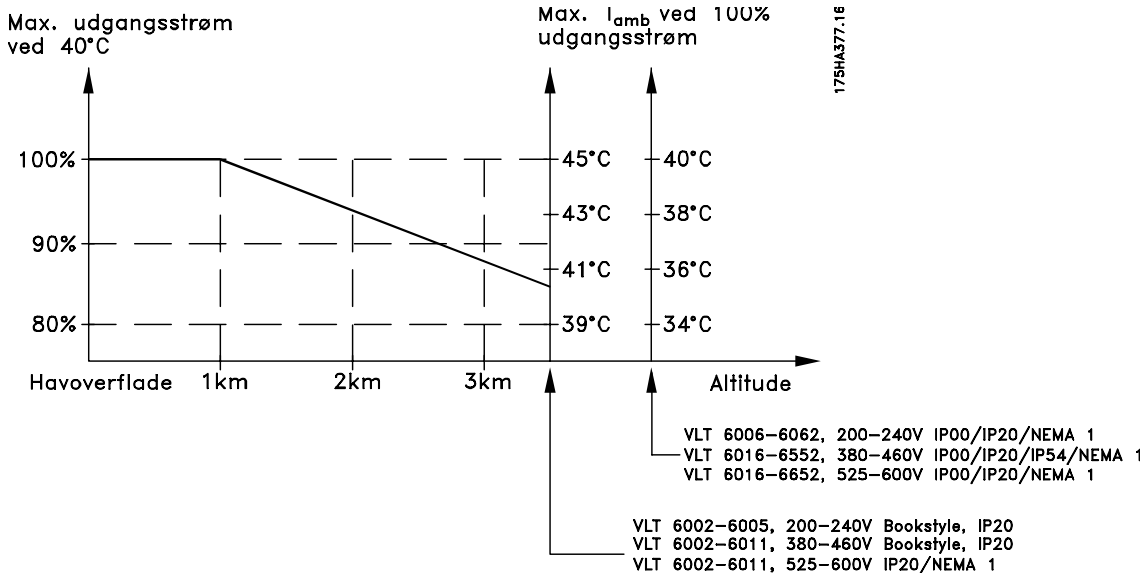 Max. udgangsstrøm
ved 40°C
Max. Iamb ved 100%
udgangsstrøm
175HA377.16
100%
90%
80%
45°C
43°C
41°C
39°C
40°C
38°C
36°C
34°C
Havoverflade
1km
2km
3km
Altitude
VLT 6006-6062, 200-240V IP00/IP20/NEMA 1
VLT 6016-6552, 380-460V IP00/IP20/IP54/NEMA 1
VLT 6016-6652, 525-600V IP00/IP20/NEMA 1
VLT 6002-6005, 200-240V Bookstyle, IP20
VLT 6002-6011, 380-460V Bookstyle, IP20
VLT 6002-6011, 525-600V IP20/NEMA 1